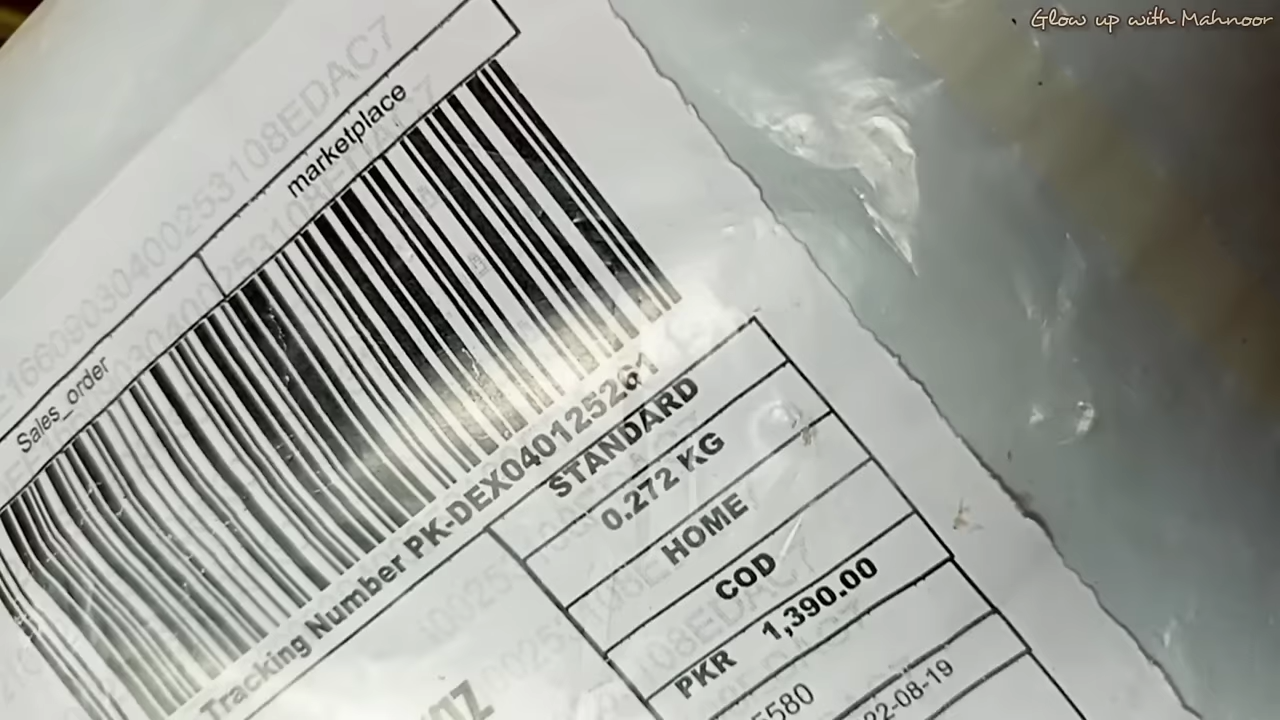 Glow up with Mahnoor
Sales_order
marketplace
Tracking Number PK-DEX040125261
STANDARD
0.272 KG
HOME
COD
PKR 1,390.00
5580
22-08-19